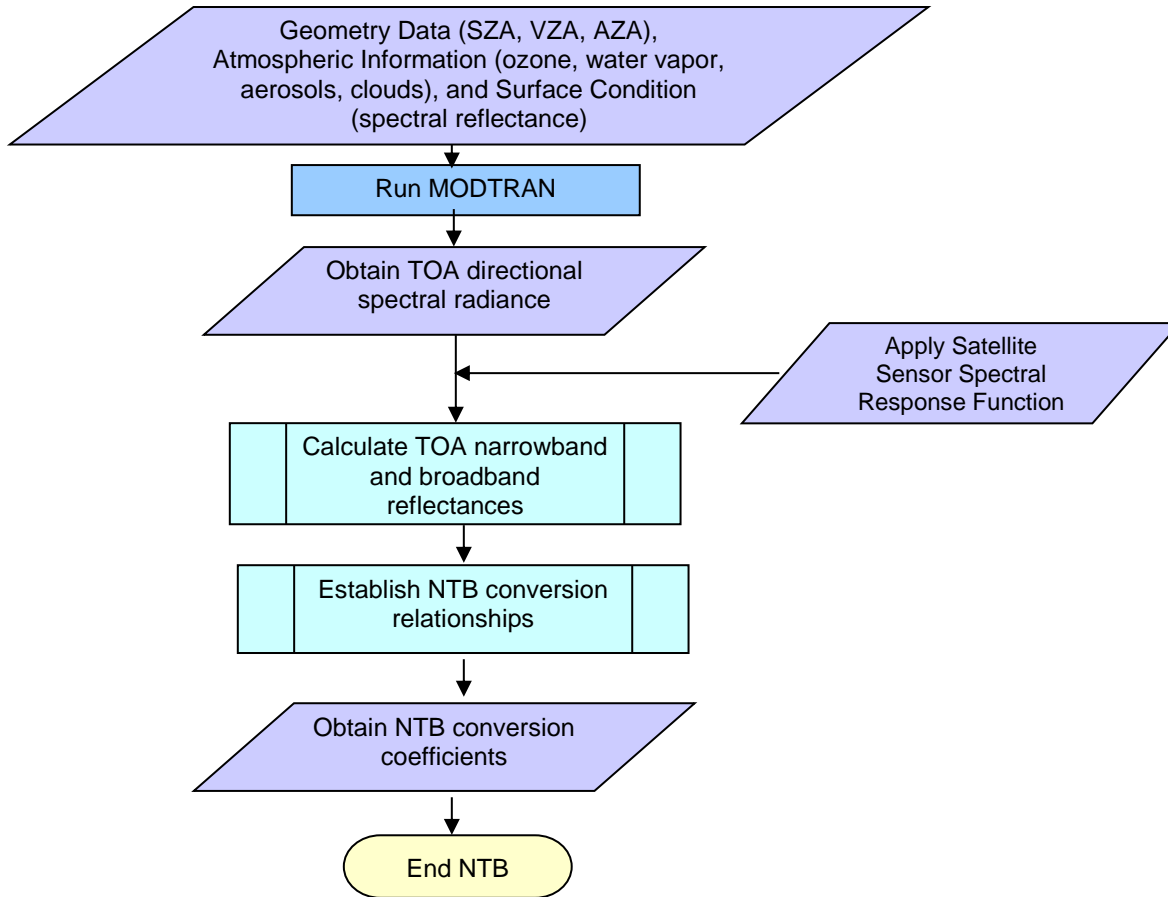 Geometry Data (SZA, VZA, AZA),
Atmospheric Information (ozone, water vapor,
aerosols, clouds), and Surface Condition
(spectral reflectance)
Run MODTRAN
Obtain TOA directional
spectral radiance
Apply Satellite
Sensor Spectral
Response Function
Calculate TOA narrowband
and broadband
reflectances
Establish NTB conversion
relationships
Obtain NTB conversion
coefficients
End NTB